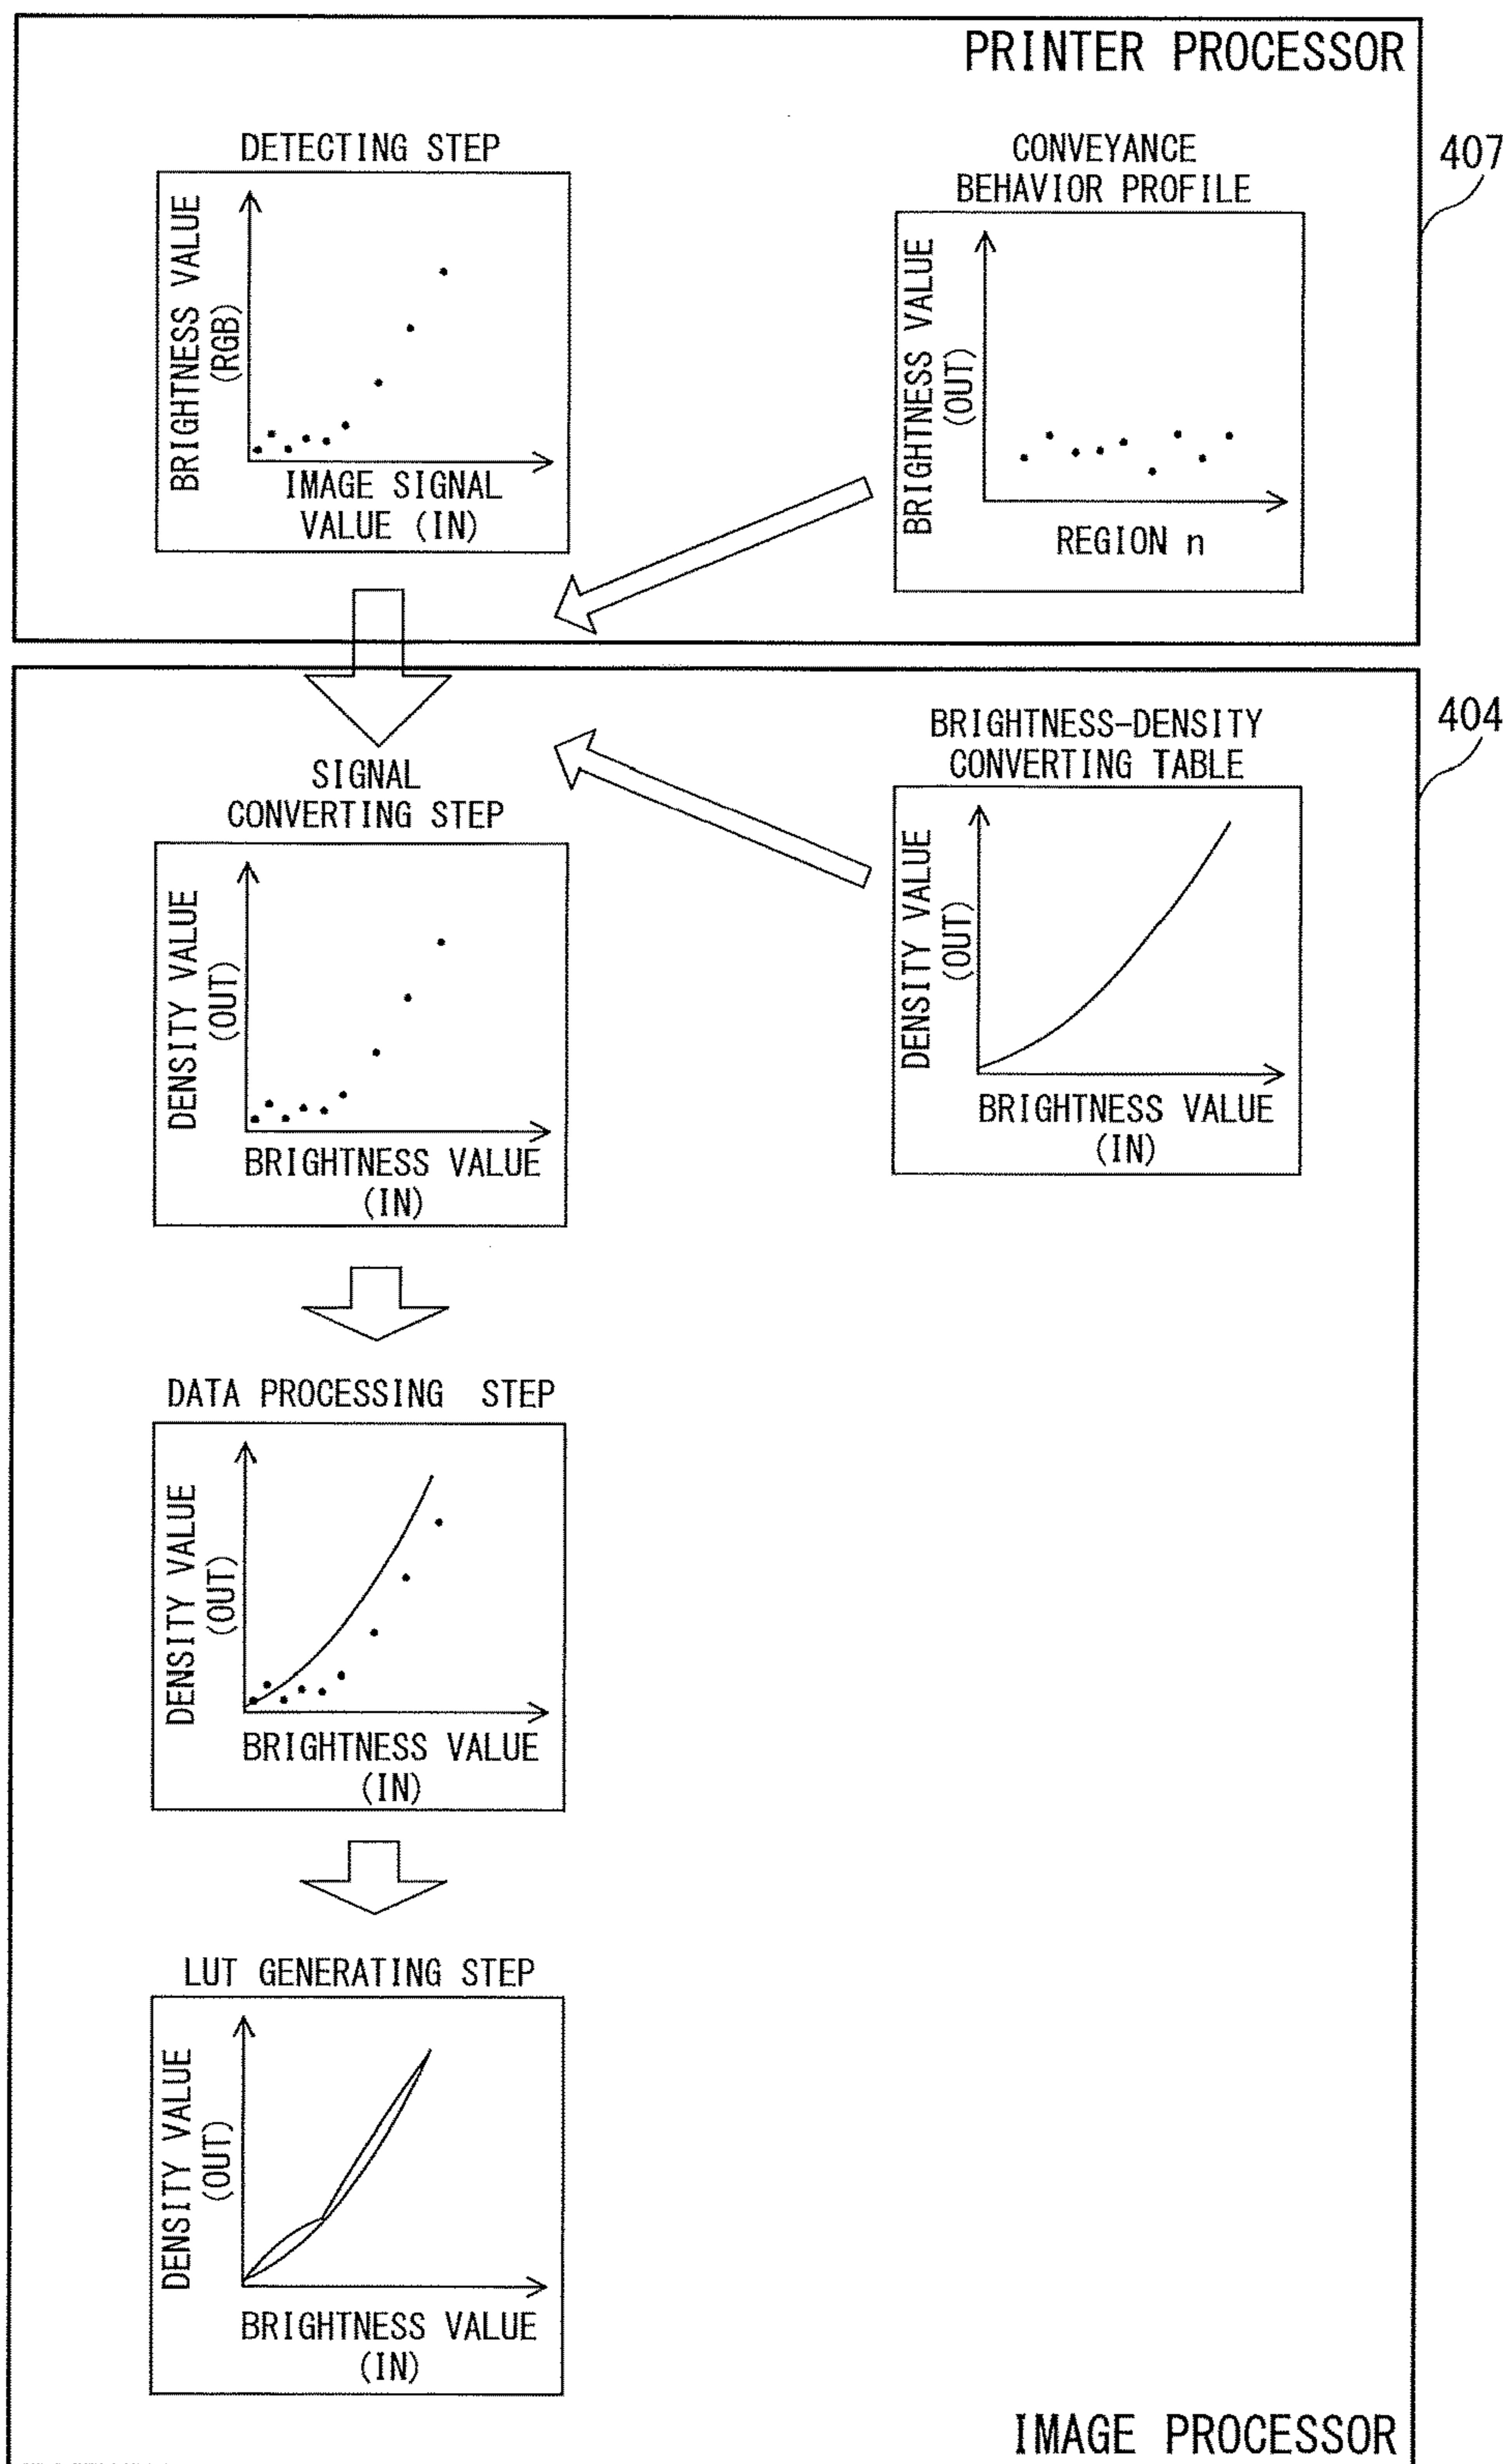 PRINTER PROCESSOR
407
DETECTING STEP
BRIGHTNESS VALUE
(RGB)
IMAGE SIGNAL
VALUE (IN)
CONVEYANCE
BEHAVIOR PROFILE
BRIGHTNESS VALUE
(OUT)
REGION n
404
SIGNAL
CONVERTING STEP
DENSITY VALUE
(OUT)
BRIGHTNESS VALUE
(IN)
BRIGHTNESS-DENSITY
CONVERTING TABLE
DENSITY VALUE
(OUT)
BRIGHTNESS VALUE
(IN)
DATA PROCESSING STEP
DENSITY VALUE
(OUT)
BRIGHTNESS VALUE
(IN)
LUT GENERATING STEP
DENSITY VALUE
(OUT)
BRIGHTNESS VALUE
(IN)
IMAGE PROCESSOR